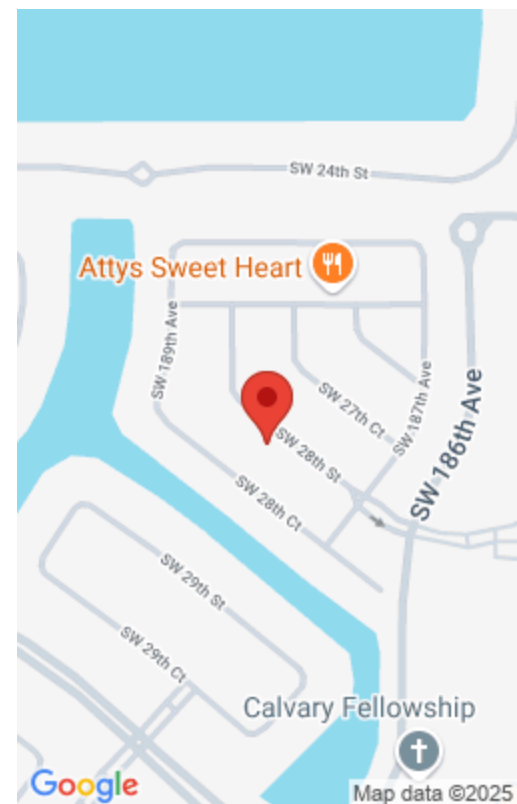 SW 24th St
Attys Sweet Heart
SW 189th Ave
SW 27th Ct
SW 187th Ave
SW 186th Ave
SW 28th St
SW 28th Ct
SW 29th St
SW 29th Ct
Calvary Fellowship
Google
Map data ©2025